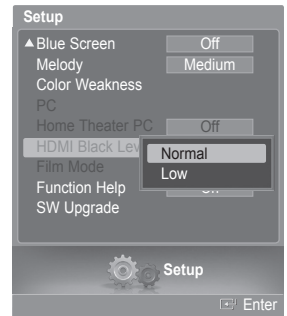 Setup
▲Blue Screen Off
Melody Medium
Color Weakness
PC
Home Theater PC Off
HDMI Black Lev
Normal
Low
Film Mode
Function Help Off
SW Upgrade
Setup
Enter